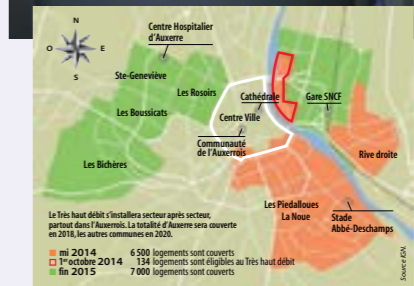 N
O
E
S
Centre Hospitalier
d'Auxerre
Ste-Geneviève
Les Rosoirs
Les Boussicats
Les Bichères
Cathédrale
Gare SNCF
Centre Ville
Communauté
de l'Auxerrois
Rive droite
Les Piedalloues
La Noue
Stade
Abbé-Deschamps
Le Très haut débit s'installera secteur après secteur,
partout dans l'Auxerrois. La totalité d'Auxerre sera couverte
en 2018, les autres communes en 2020.
mi 2014 6 500 logements sont couverts
1er octobre 2014 134 logements sont éligibles au Très haut débit
fin 2015 7 000 logements sont couverts
Source IGN.